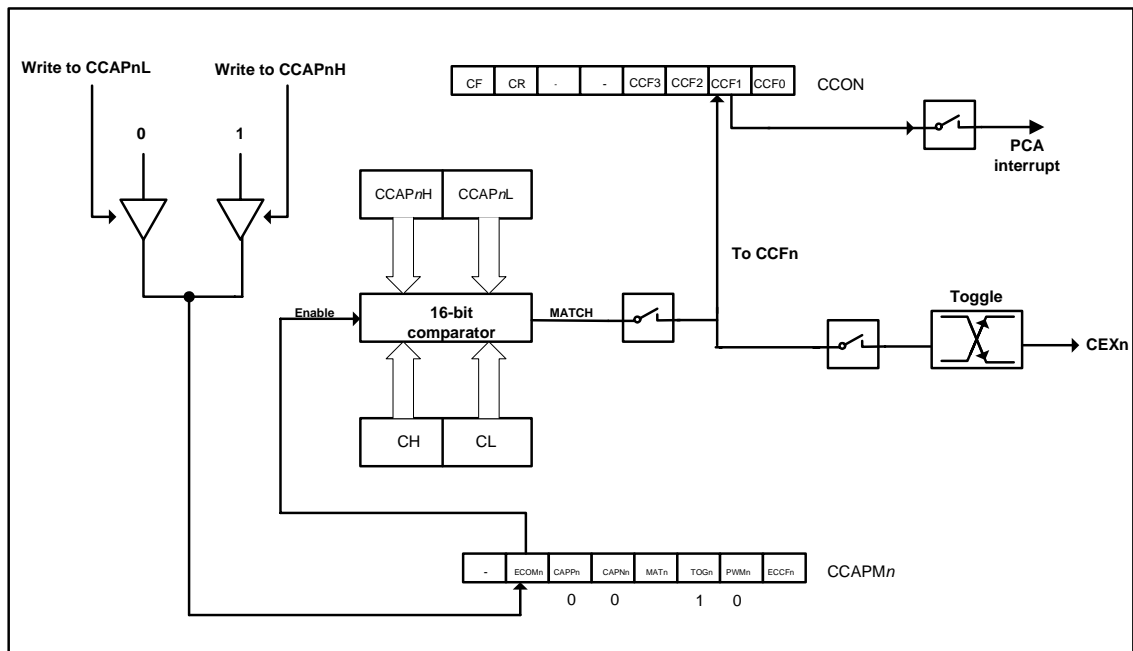 Write to CCAPnL
Write to CCAPnH
0
1
CF CR - - CCF3 CCF2 CCF1 CCF0 CCON
PCA
interrupt
CCAPnH CCAPnL
To CCFn
Enable
16-bit
comparator
MATCH
Toggle
CEXn
CH CL
- ECOMn CAPPn CAPNn MATn TOGn PWMn ECCFn CCAPMn
0 0 1 0